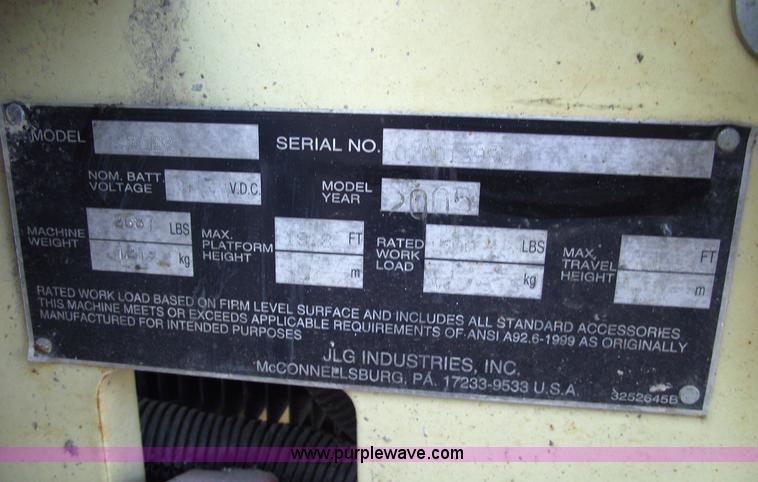 MODEL
SERIAL NO.
NOM. BATT. VOLTAGE V.D.C.
MODEL YEAR 2005
MACHINE WEIGHT LBS kg
MAX. PLATFORM HEIGHT FT m
RATED WORK LOAD LBS kg
MAX. TRAVEL HEIGHT FT m
RATED WORK LOAD BASED ON FIRM LEVEL SURFACE AND INCLUDES ALL STANDARD ACCESSORIES
THIS MACHINE MEETS OR EXCEEDS APPLICABLE REQUIREMENTS OF ANSI A92.6-1999 AS ORIGINALLY
MANUFACTURED FOR INTENDED PURPOSES
JLG INDUSTRIES, INC.
McCONNELLSBURG, PA. 17233-9533 U.S.A.
3252645B
www.purplewave.com